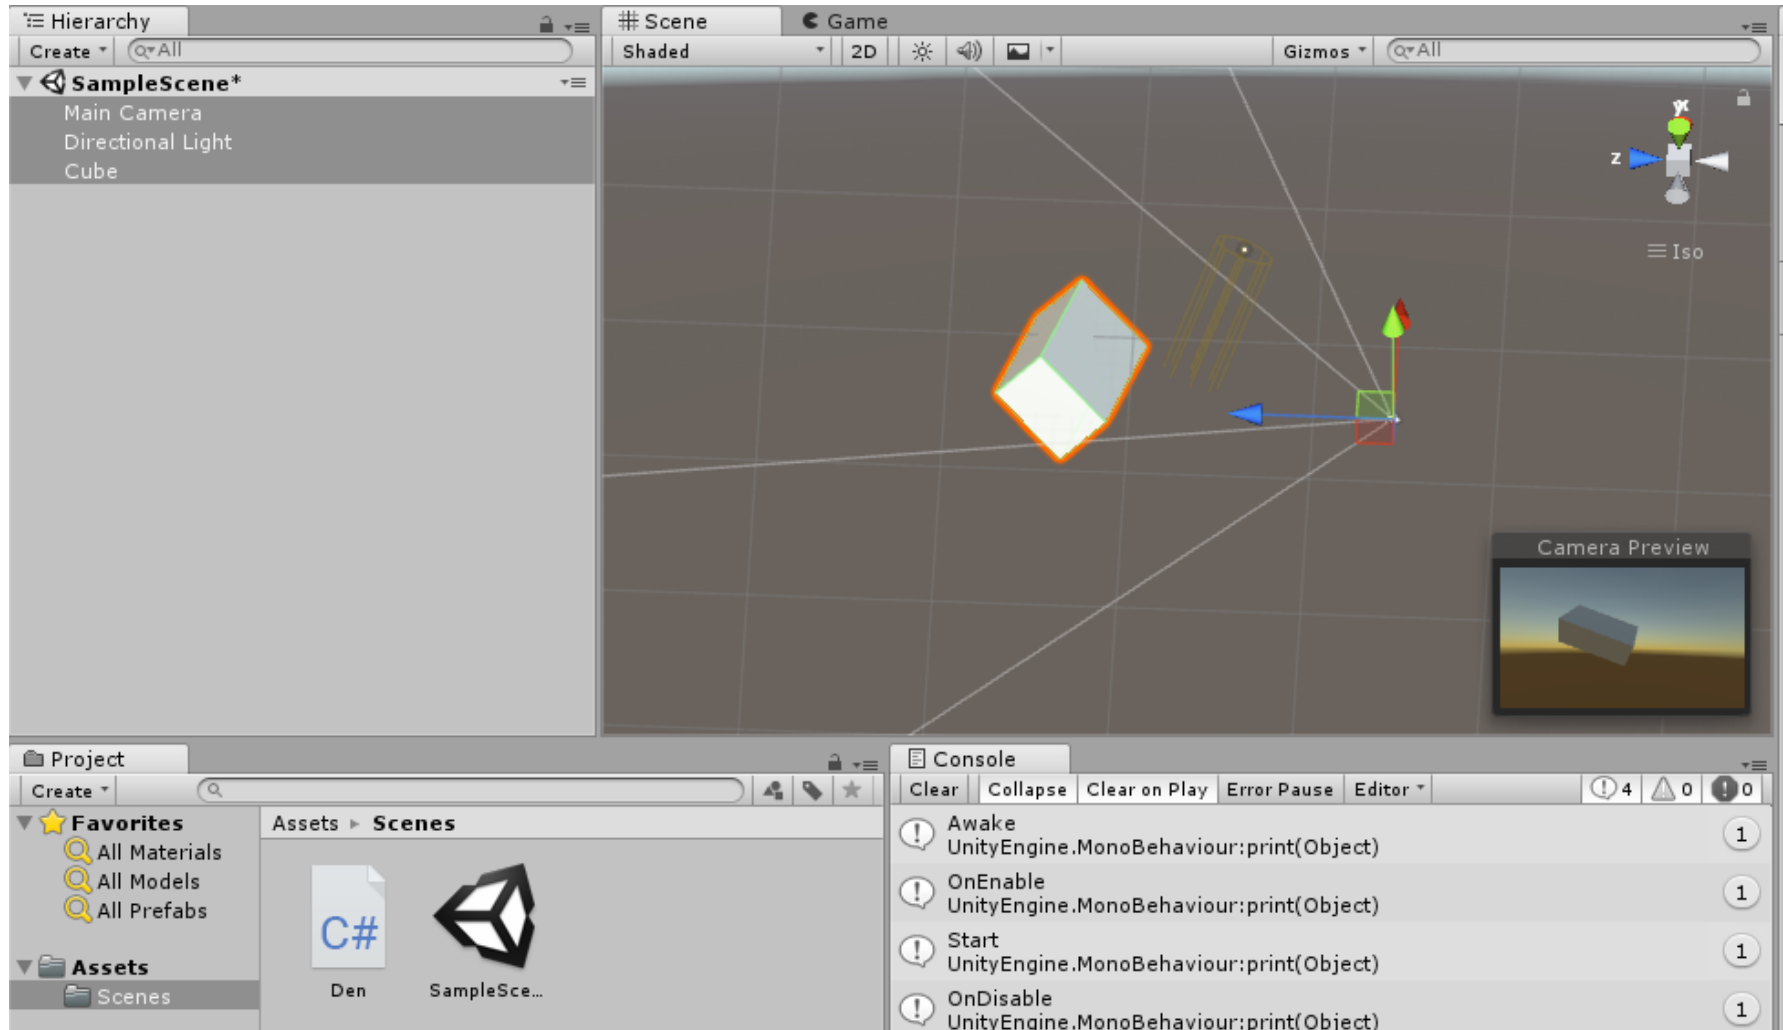 Hierarchy
Create
All
SampleScene*
Main Camera
Directional Light
Cube
Scene
Game
Shaded
2D
Gizmos
All
y
x
z
Iso
Camera Preview
Project
Create
Favorites
All Materials
All Models
All Prefabs
Assets
Scenes
Assets
Scenes
C#
Den
SampleSce...
Console
Clear
Collapse
Clear on Play
Error Pause
Editor
4
0
0
Awake
UnityEngine.MonoBehaviour:print(Object)
1
OnEnable
UnityEngine.MonoBehaviour:print(Object)
1
Start
UnityEngine.MonoBehaviour:print(Object)
1
OnDisable
UnityEngine.MonoBehaviour:print(Object)
1